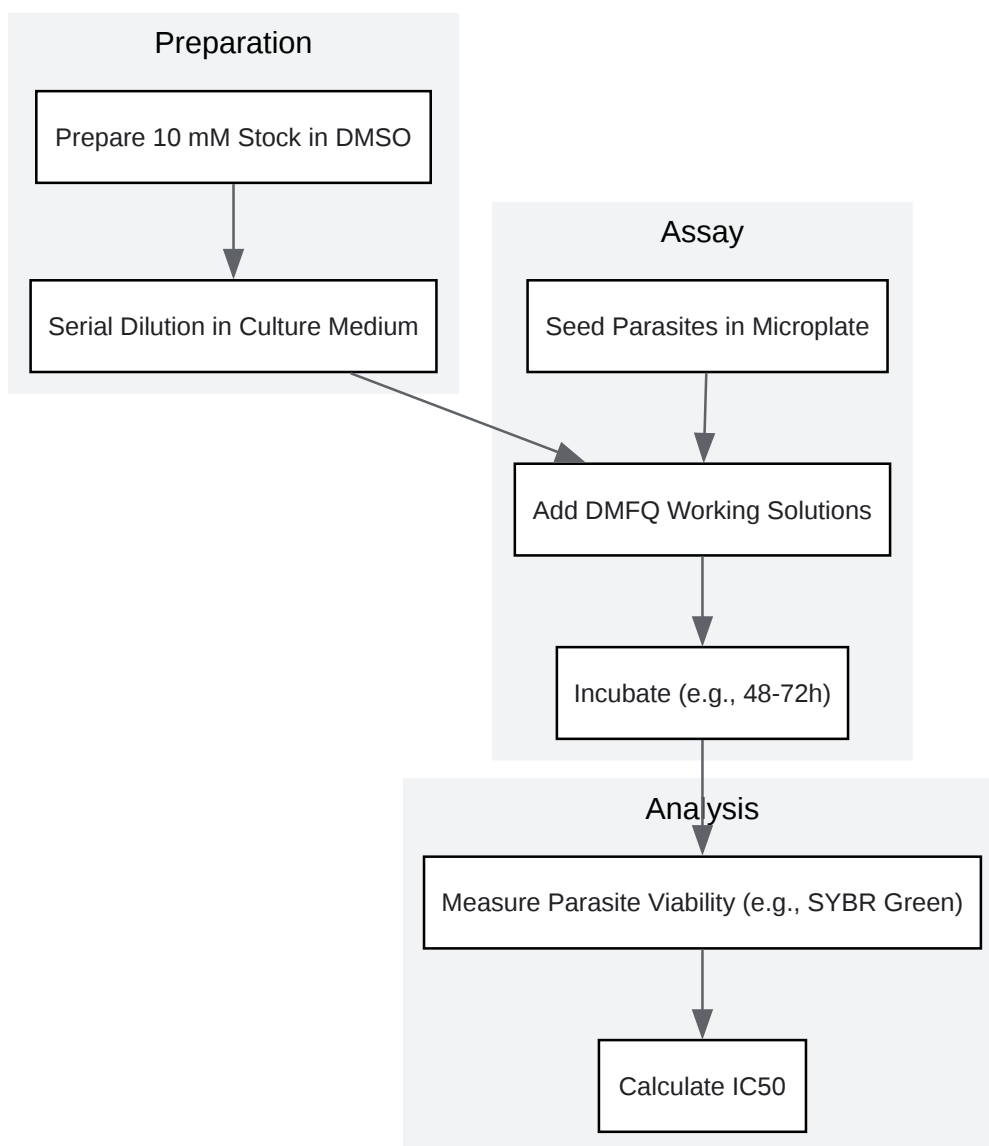 Preparation
Prepare 10 mM Stock in DMSO
Serial Dilution in Culture Medium
Assay
Seed Parasites in Microplate
Add DMFQ Working Solutions
Incubate (e.g., 48-72h)
Analysis
Measure Parasite Viability (e.g., SYBR Green)
Calculate IC50